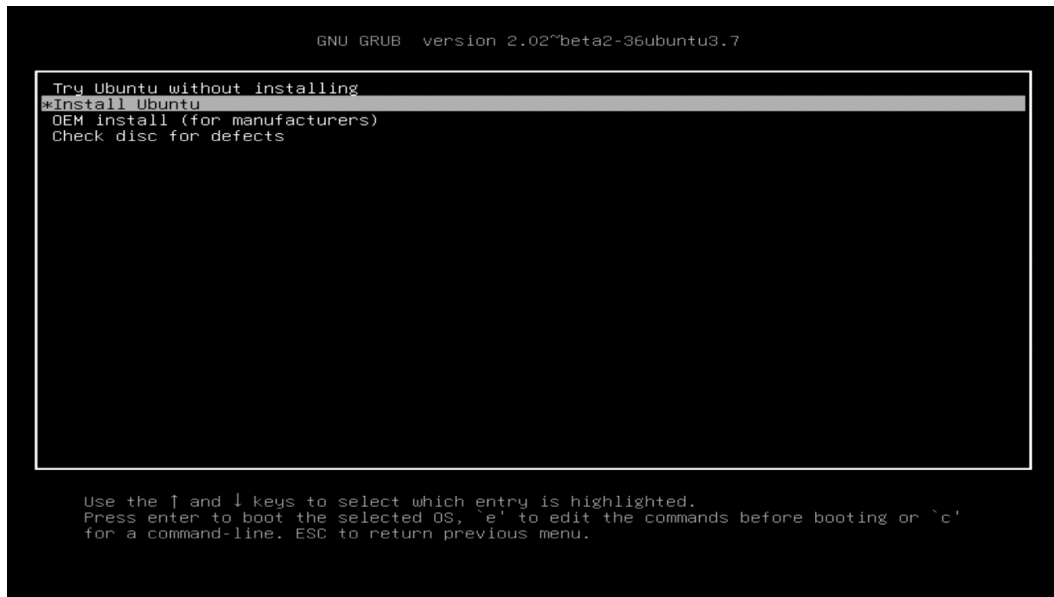 GNU GRUB version 2.02~beta2-36ubuntu3.7
Try Ubuntu without installing
*Install Ubuntu
OEM install (for manufacturers)
Check disc for defects
Use the ↑ and ↓ keys to select which entry is highlighted.
Press enter to boot the selected OS, `e' to edit the commands before booting or `c'
for a command-line. ESC to return previous menu.